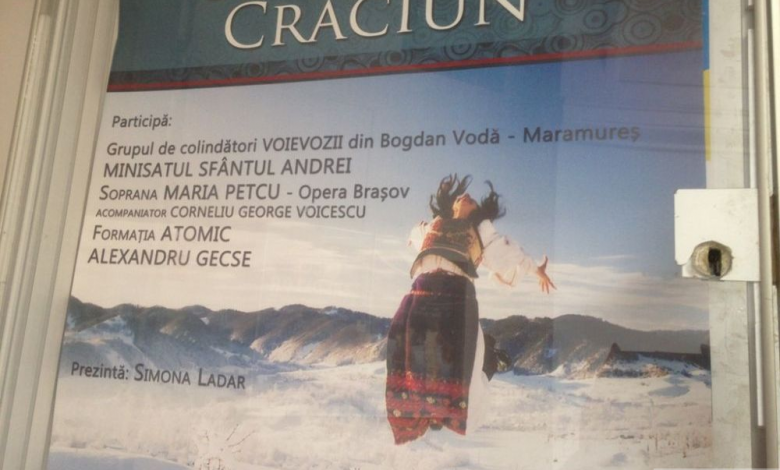 CRĂCIUN
Participă:
Grupul de colindători VOIEVOZII din Bogdan Vodă - Maramureș
MINISATUL SFÂNTUL ANDREI
SOPRANA MARIA PETCU - Opera Brașov
ACOMPANIATOR CORNELIU GEORGE VOICESCU
FORMAȚIA ATOMIC
ALEXANDRU GECSE
Prezintă: SIMONA LADAR